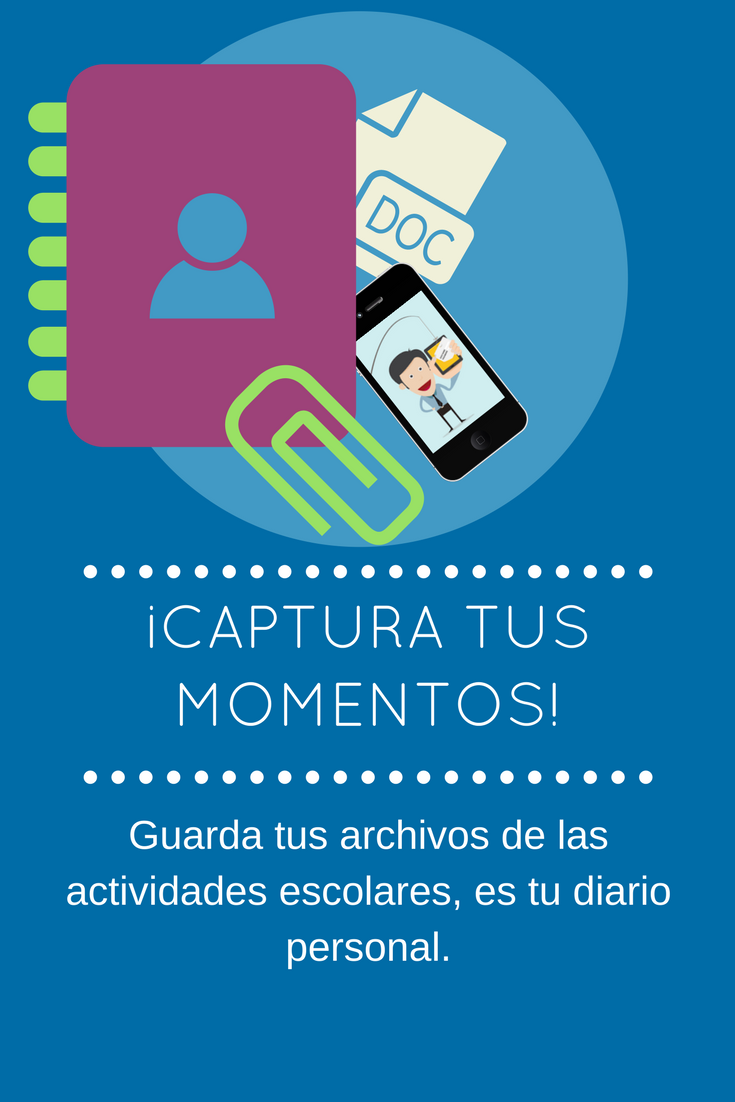 DOC
¡CAPTURA TUS
MOMENTOS!
Guarda tus archivos de las
actividades escolares, es tu diario
personal.